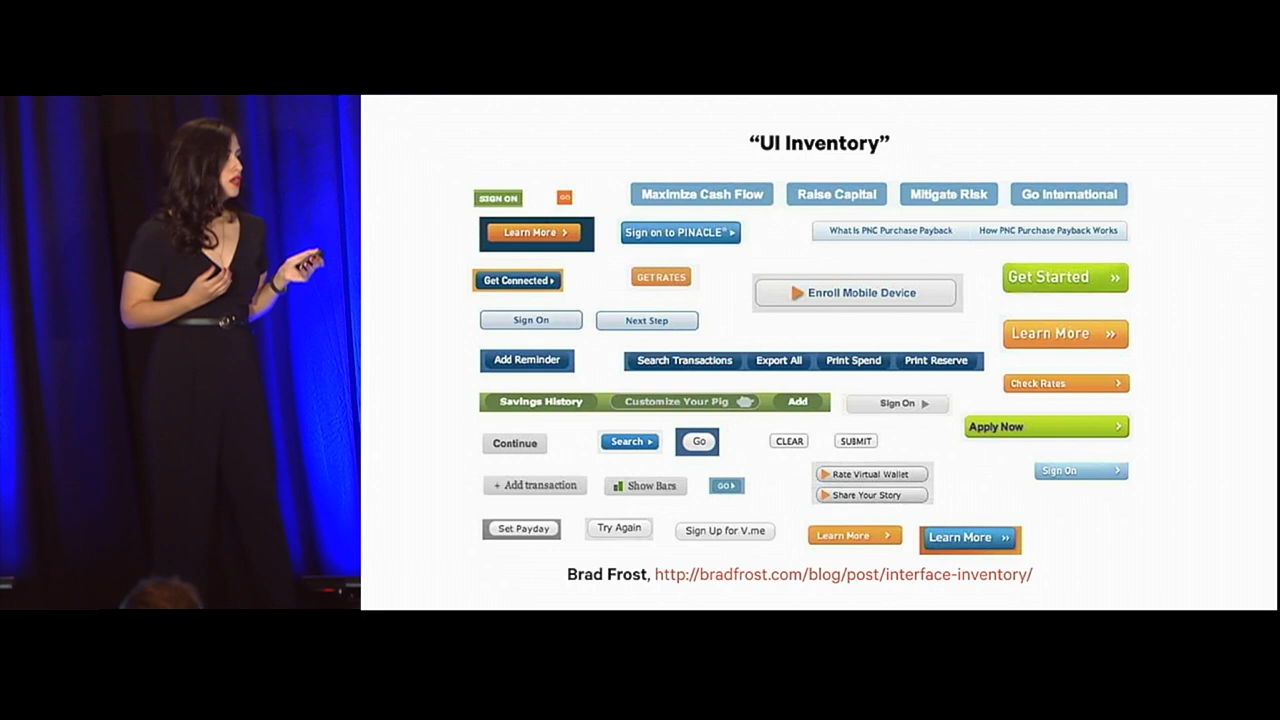 “UI Inventory”
SIGN ON
GO
Maximize Cash Flow
Raise Capital
Mitigate Risk
Go International
Learn More
Sign on to PINACLE®
What is PNC Purchase Payback
How PNC Purchase Payback Works
Get Connected
GET RATES
Enroll Mobile Device
Get Started
Sign On
Next Step
Learn More
Add Reminder
Search Transactions
Export All
Print Spend
Print Reserve
Check Rates
Savings History
Customize Your Pig
Add
Sign On
Apply Now
Continue
Search
Go
CLEAR
SUBMIT
Sign On
+ Add transaction
Show Bars
GO
Rate Virtual Wallet
Share Your Story
Set Payday
Try Again
Sign Up for V.me
Learn More
Learn More
Brad Frost, http://bradfrost.com/blog/post/interface-inventory/